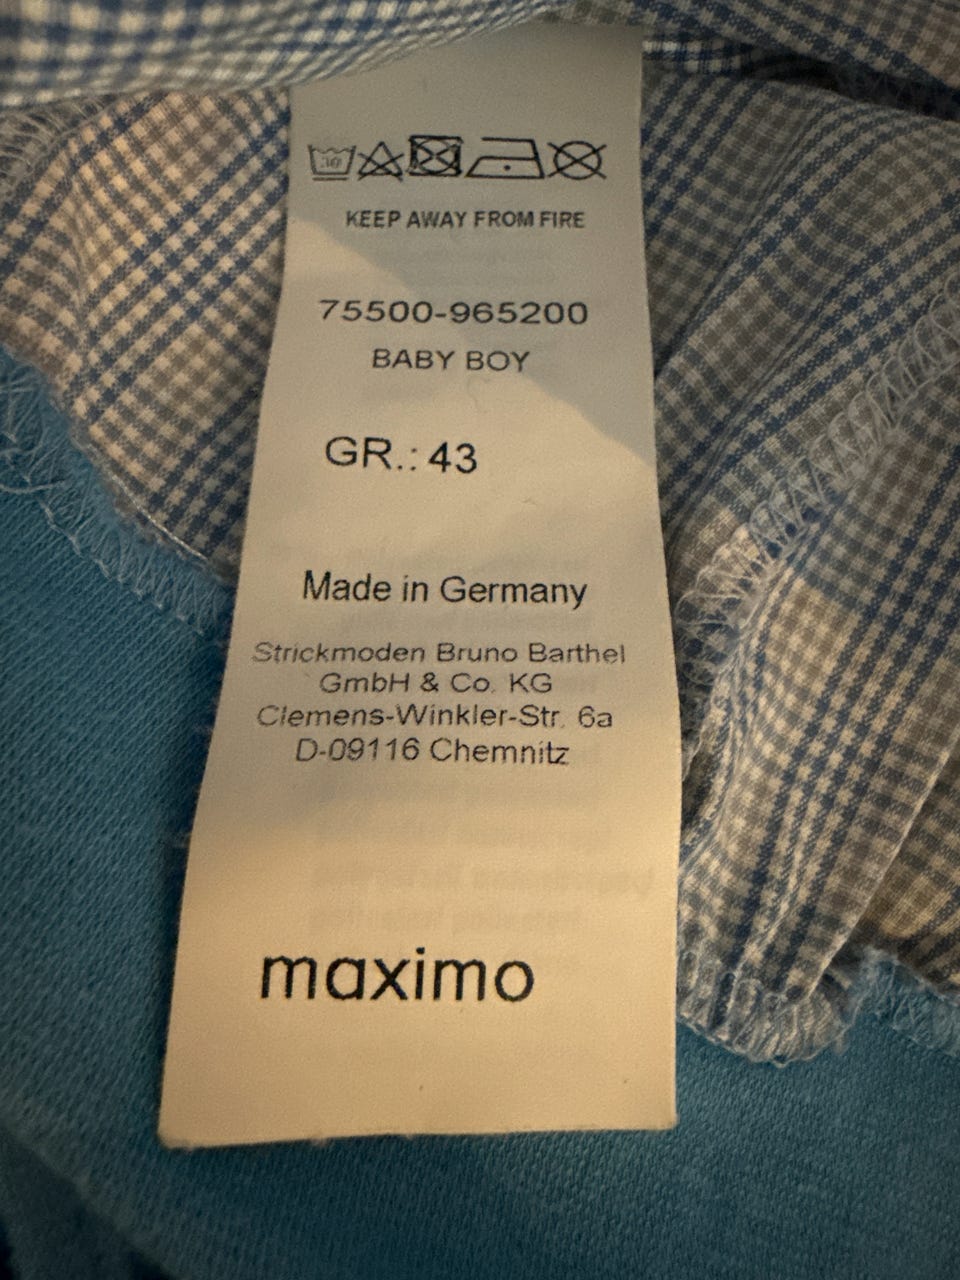 KEEP AWAY FROM FIRE
75500-965200
BABY BOY
GR.: 43
Made in Germany
Strickmoden Bruno Barthel
GmbH & Co. KG
Clemens-Winkler-Str. 6a
D-09116 Chemnitz
maximo